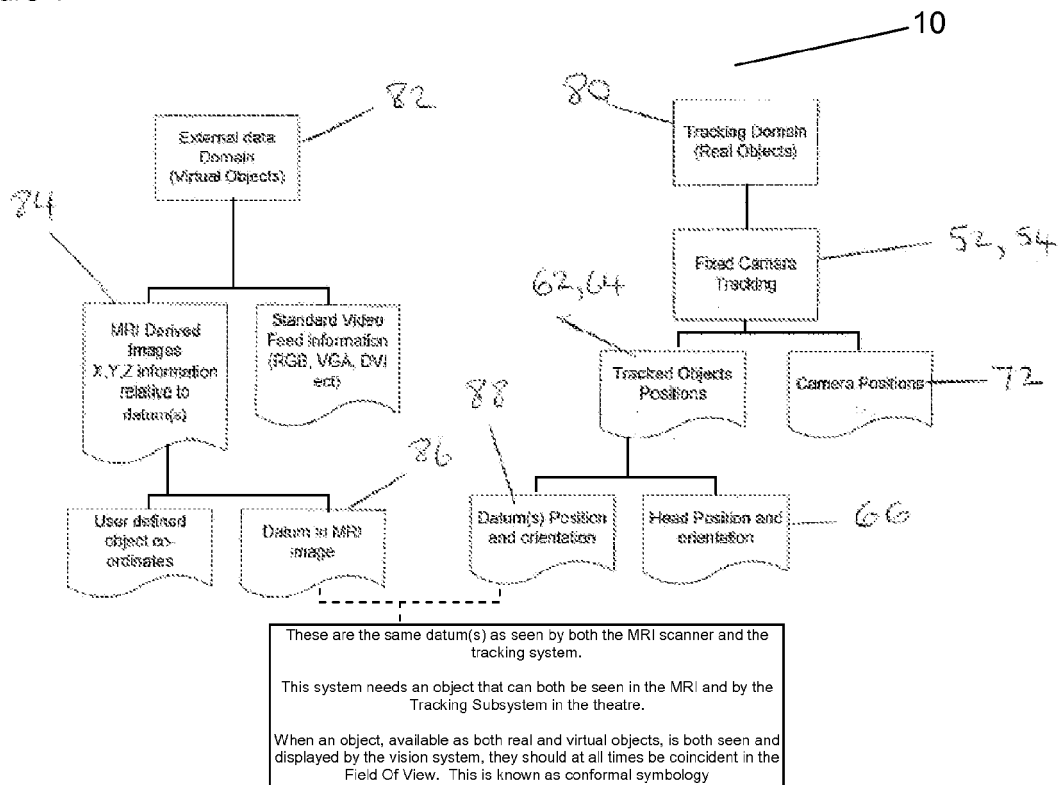 10
82
80
External data
Domain
(Virtual Objects)
Tracking Domain
(Real Objects)
84
52, 54
Fixed Camera
Tracking
62,64
MRI Derived
Images
X,Y,Z information
relative to
datum(s)
Standard Video
Feed information
(RGB, VGA, DVI
ect)
Tracked Objects
Positions
Camera Positions
72
88
86
User defined
object co-
ordinates
Datum in MRI
image
Datum(s) Position
and orientation
Head Position and
orientation
66
These are the same datum(s) as seen by both the MRI scanner and the
tracking system.
This system needs an object that can both be seen in the MRI and by the
Tracking Subsystem in the theatre.
When an object, available as both real and virtual objects, is both seen and
displayed by the vision system, they should at all times be coincident in the
Field Of View. This is known as conformal symbology